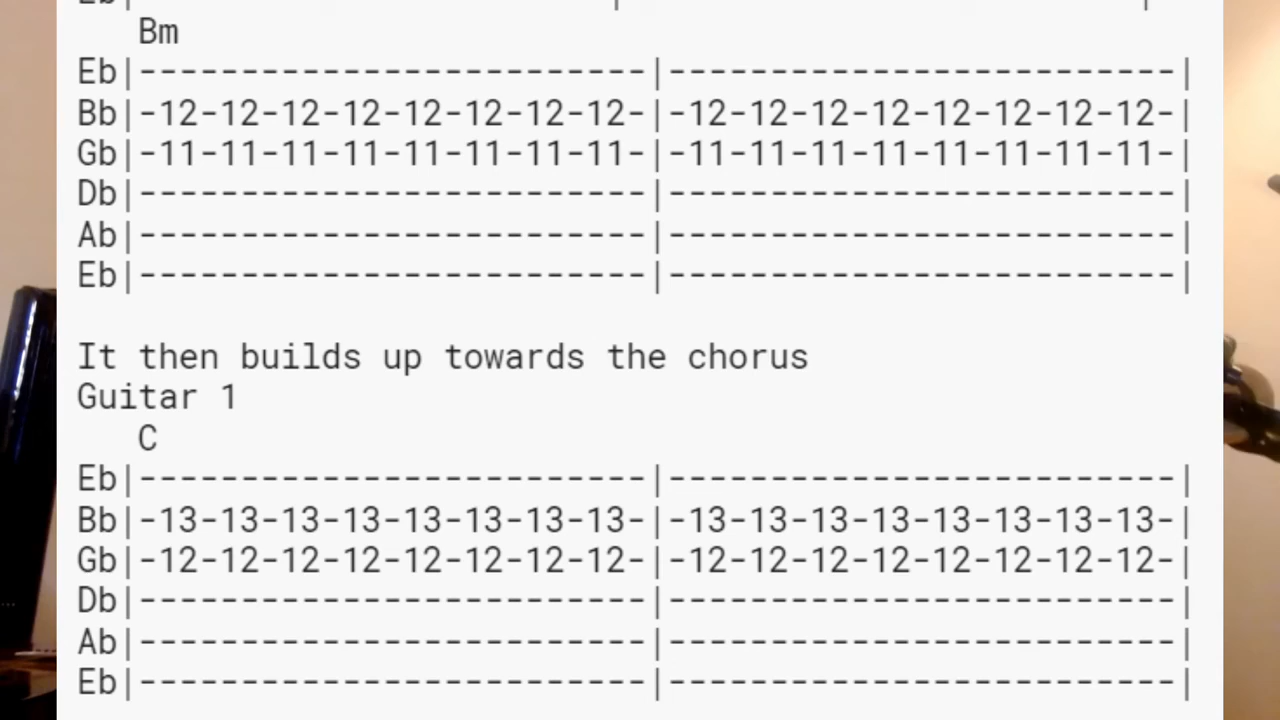 Eb|                       |                         |
   Bm
Eb|-------------------------|-------------------------|
Bb|-12-12-12-12-12-12-12-12-|-12-12-12-12-12-12-12-12-|
Gb|-11-11-11-11-11-11-11-11-|-11-11-11-11-11-11-11-11-|
Db|-------------------------|-------------------------|
Ab|-------------------------|-------------------------|
Eb|-------------------------|-------------------------|
It then builds up towards the chorus
Guitar 1
   C
Eb|-------------------------|-------------------------|
Bb|-13-13-13-13-13-13-13-13-|-13-13-13-13-13-13-13-13-|
Gb|-12-12-12-12-12-12-12-12-|-12-12-12-12-12-12-12-12-|
Db|-------------------------|-------------------------|
Ab|-------------------------|-------------------------|
Eb|-------------------------|-------------------------|